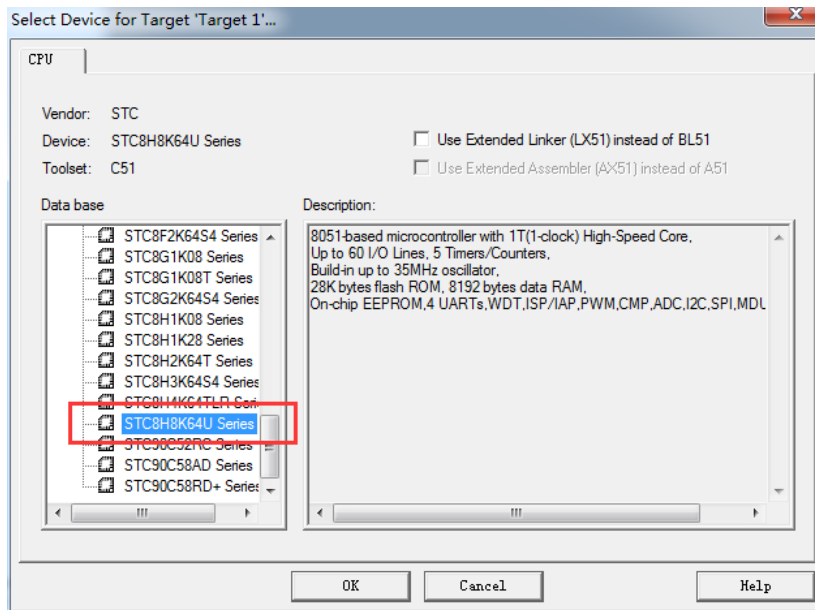 Select Device for Target 'Target 1'...
CPU
Vendor: STC
Device: STC8H8K64U Series
Toolset: C51
Use Extended Linker (LX51) instead of BL51
Use Extended Assembler (AX51) instead of A51
Data base
STC8F2K64S4 Series
STC8G1K08 Series
STC8G1K08T Series
STC8G2K64S4 Series
STC8H1K08 Series
STC8H1K28 Series
STC8H2K64T Series
STC8H3K64S4 Series
STC8H4K64TLR Seri
STC8H8K64U Series
STC90C52RC Series
STC90C58AD Series
STC90C58RD+ Series
Description:
8051-based microcontroller with 1T(1-clock) High-Speed Core,
Up to 60 I/O Lines, 5 Timers/Counters,
Build-in up to 35MHz oscillator,
28K bytes flash ROM, 8192 bytes data RAM,
On-chip EEPROM,4 UARTs,WDT,ISP/IAP,PWM,CMP,ADC,I2C,SPI,MDU
OK
Cancel
Help